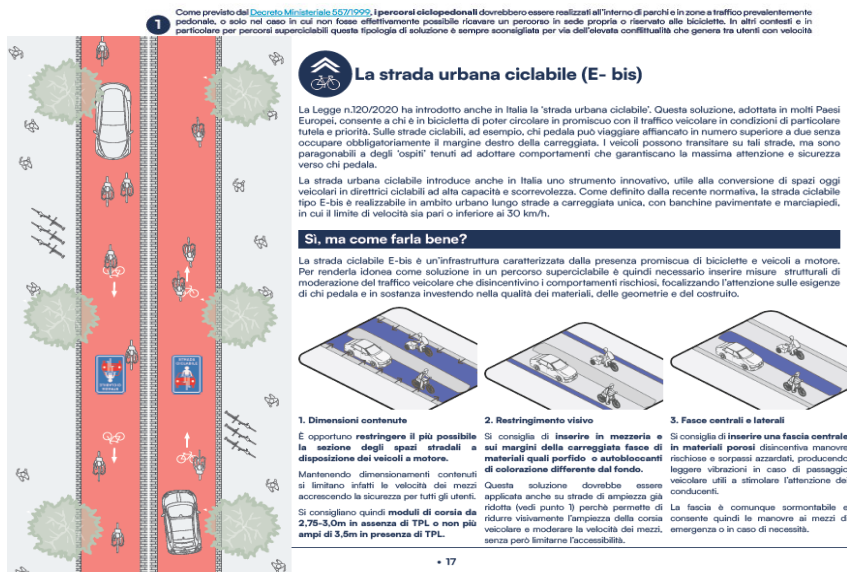 Come previsto dal Decreto Ministeriale 557/1999, i percorsi ciclopedonali dovrebbero essere realizzati all'interno di parchi e in zone a traffico prevalentemente
1 pedonale, o solo nel caso in cui non fosse effettivamente possibile ricavare un percorso in sede propria o riservato alle biciclette. In altri contesti e in
particolare per percorsi superciclabili questa tipologia di soluzione è sempre sconsigliata per via dell'elevata conflittualità che genera tra utenti con velocità
La strada urbana ciclabile (E- bis)
La Legge n.120/2020 ha introdotto anche in Italia la 'strada urbana ciclabile'. Questa soluzione, adottata in molti Paesi
Europei, consente a chi è in bicicletta di poter circolare in promiscuo con il traffico veicolare in condizioni di particolare
tutela e priorità. Sulle strade ciclabili, ad esempio, chi pedala può viaggiare affiancato in numero superiore a due senza
occupare obbligatoriamente il margine destro della carreggiata. I veicoli possono transitare su tali strade, ma sono
paragonabili a degli 'ospiti' tenuti ad adottare comportamenti che garantiscano la massima attenzione e sicurezza
verso chi pedala.
La strada urbana ciclabile introduce anche in Italia uno strumento innovativo, utile alla conversione di spazi oggi
veicolari in direttrici ciclabili ad alta capacità e scorrevolezza. Come definito dalla recente normativa, la strada ciclabile
tipo E-bis è realizzabile in ambito urbano lungo strade a carreggiata unica, con banchine pavimentate e marciapiedi,
in cui il limite di velocità sia pari o inferiore ai 30 km/h.
Sì, ma come farla bene?
La strada ciclabile E-bis è un'infrastruttura caratterizzata dalla presenza promiscua di biciclette e veicoli a motore.
Per renderla idonea come soluzione in un percorso superciclabile è quindi necessario inserire misure strutturali di
moderazione del traffico veicolare che disincentivino i comportamenti rischiosi, focalizzando l'attenzione sulle esigenze
di chi pedala e in sostanza investendo nella qualità dei materiali, delle geometrie e del costruito.
STRADA
CICLABILE
1. Dimensioni contenute
È opportuno restringere il più possibile
la sezione degli spazi stradali a
disposizione dei veicoli a motore.
Mantenendo dimensionamenti contenuti
si limitano infatti le velocità dei mezzi
accrescendo la sicurezza per tutti gli utenti.
Si consigliano quindi moduli di corsia da
2,75-3,0m in assenza di TPL o non più
ampi di 3,5m in presenza di TPL.
2. Restringimento visivo
Si consiglia di inserire in mezzeria e
sui margini della carreggiata fasce di
materiali quali porfido o autobloccanti
di colorazione differente dal fondo.
Questa soluzione dovrebbe essere
applicata anche su strade di ampiezza già
ridotta (vedi punto 1) perchè permette di
ridurre visivamente l'ampiezza della corsia
veicolare e moderare la velocità dei mezzi,
senza però limitarne l'accessibilità.
3. Fasce centrali e laterali
Si consiglia di inserire una fascia centrale
in materiali porosi disincentiva manovre
rischiose e sorpassi azzardati, producendo
leggere vibrazioni in caso di passaggio
veicolare utili a stimolare l'attenzione dei
conducenti.
La fascia è comunque sormontabile e
consente quindi le manovre ai mezzi di
emergenza o in caso di necessità.
• 17